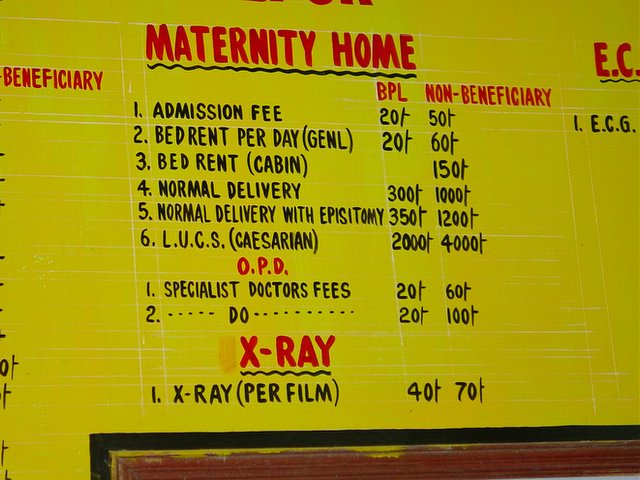 MATERNITY HOME
E.C.
-BENEFICIARY
BPL NON-BENEFICIARY
1. ADMISSION FEE 20/- 50/-
1. E.C.G.
2. BED RENT PER DAY (GENL) 20/- 60/-
3. BED RENT (CABIN) 150/-
4. NORMAL DELIVERY 300/- 1000/-
5. NORMAL DELIVERY WITH EPISITOMY 350/- 1200/-
6. L.U.C.S. (CAESARIAN) 2000/- 4000/-
O.P.D.
1. SPECIALIST DOCTORS FEES 20/- 60/-
2. ----- DO ---------- 20/- 100/-
X-RAY
1. X-RAY (PER FILM) 40/- 70/-